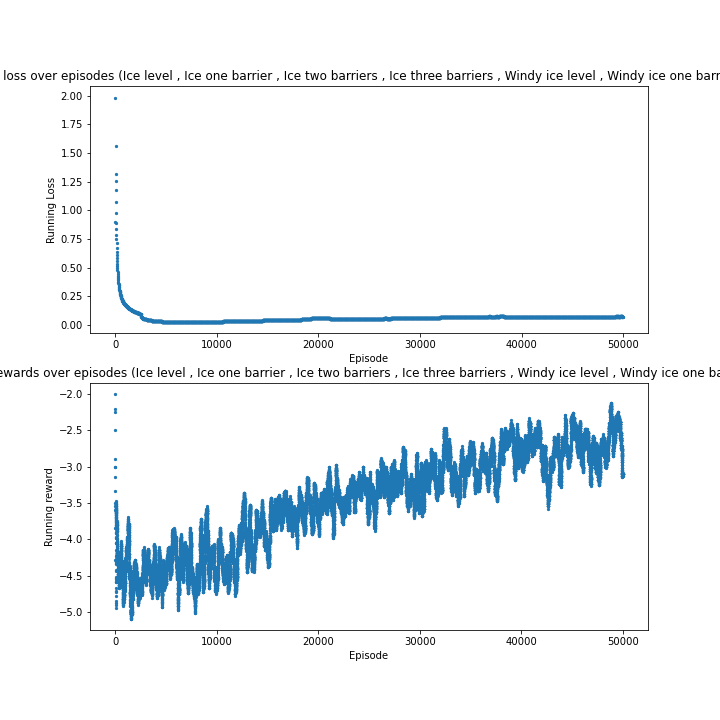 loss over episodes (Ice level , Ice one barrier , Ice two barriers , Ice three barriers , Windy ice level , Windy ice one barr
2.00
1.75
1.50
1.25
1.00
0.75
0.50
0.25
0.00
Running Loss
0 10000 20000 30000 40000 50000
Episode
ewards over episodes (Ice level , Ice one barrier , Ice two barriers , Ice three barriers , Windy ice level , Windy ice one ba
−2.0
−2.5
−3.0
−3.5
−4.0
−4.5
−5.0
Running reward
0 10000 20000 30000 40000 50000
Episode